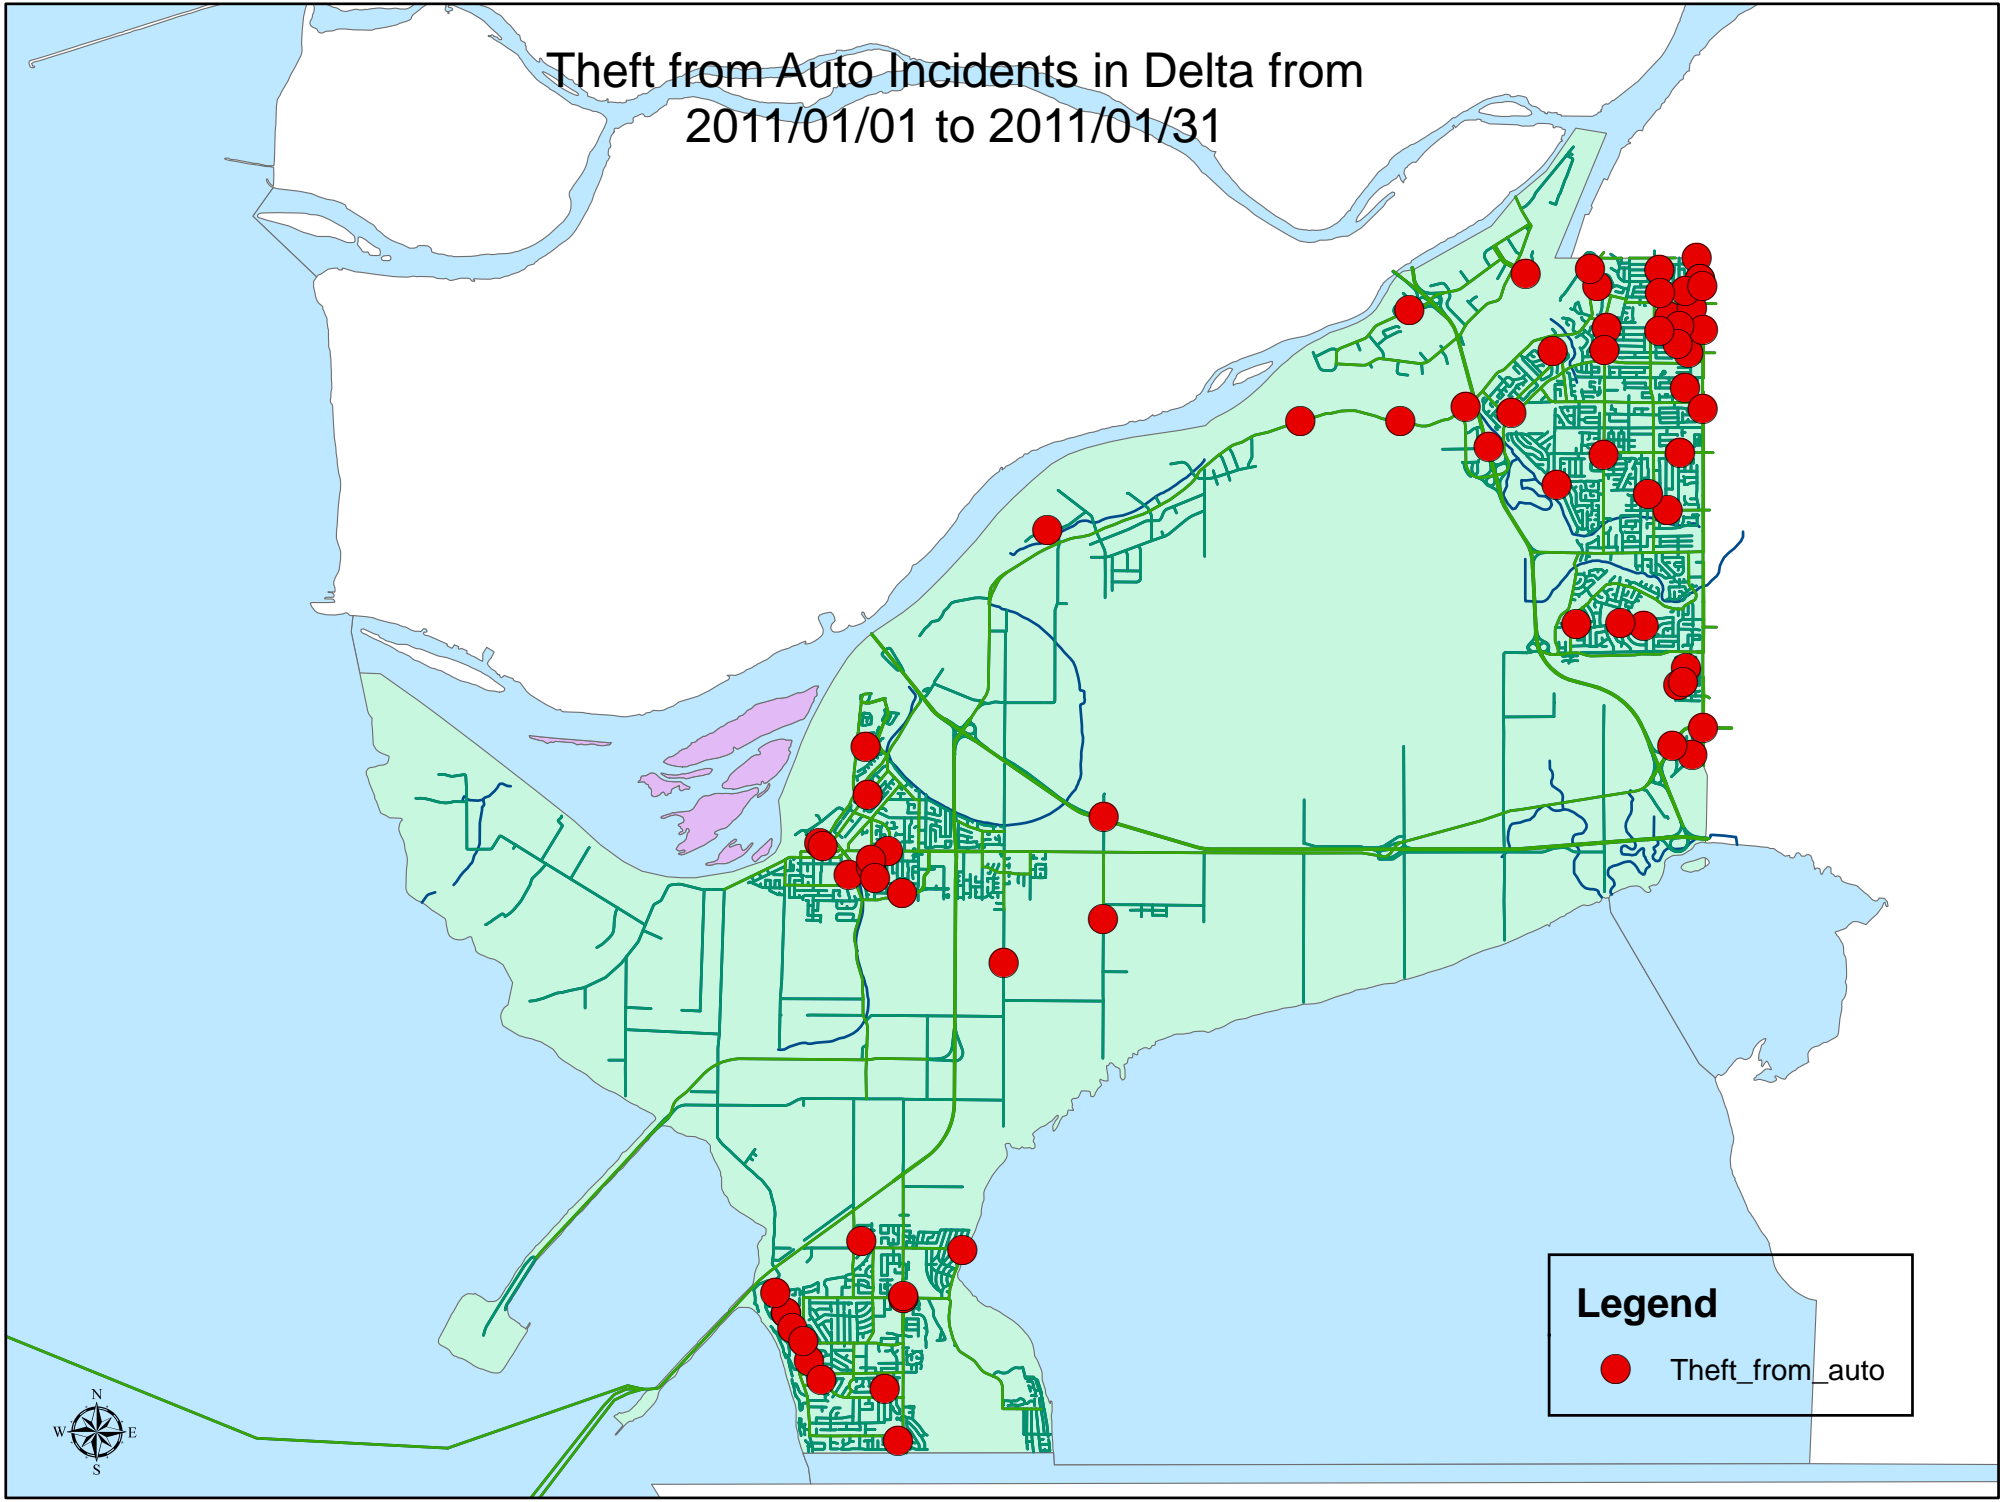 Theft from Auto Incidents in Delta from
2011/01/01 to 2011/01/31
Legend
Theft_from_auto
N
W E
S